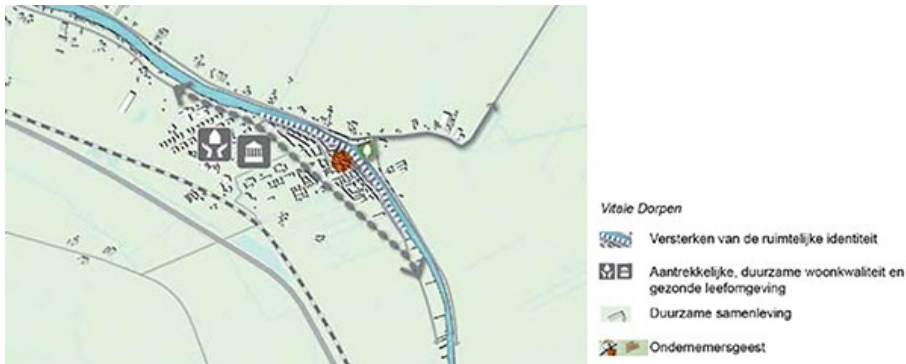 Vitale Dorpen
Versterken van de ruimtelijke identiteit
Aantrekkelijke, duurzame woonkwaliteit en
gezonde leefomgeving
Duurzame samenleving
Ondernemersgeest